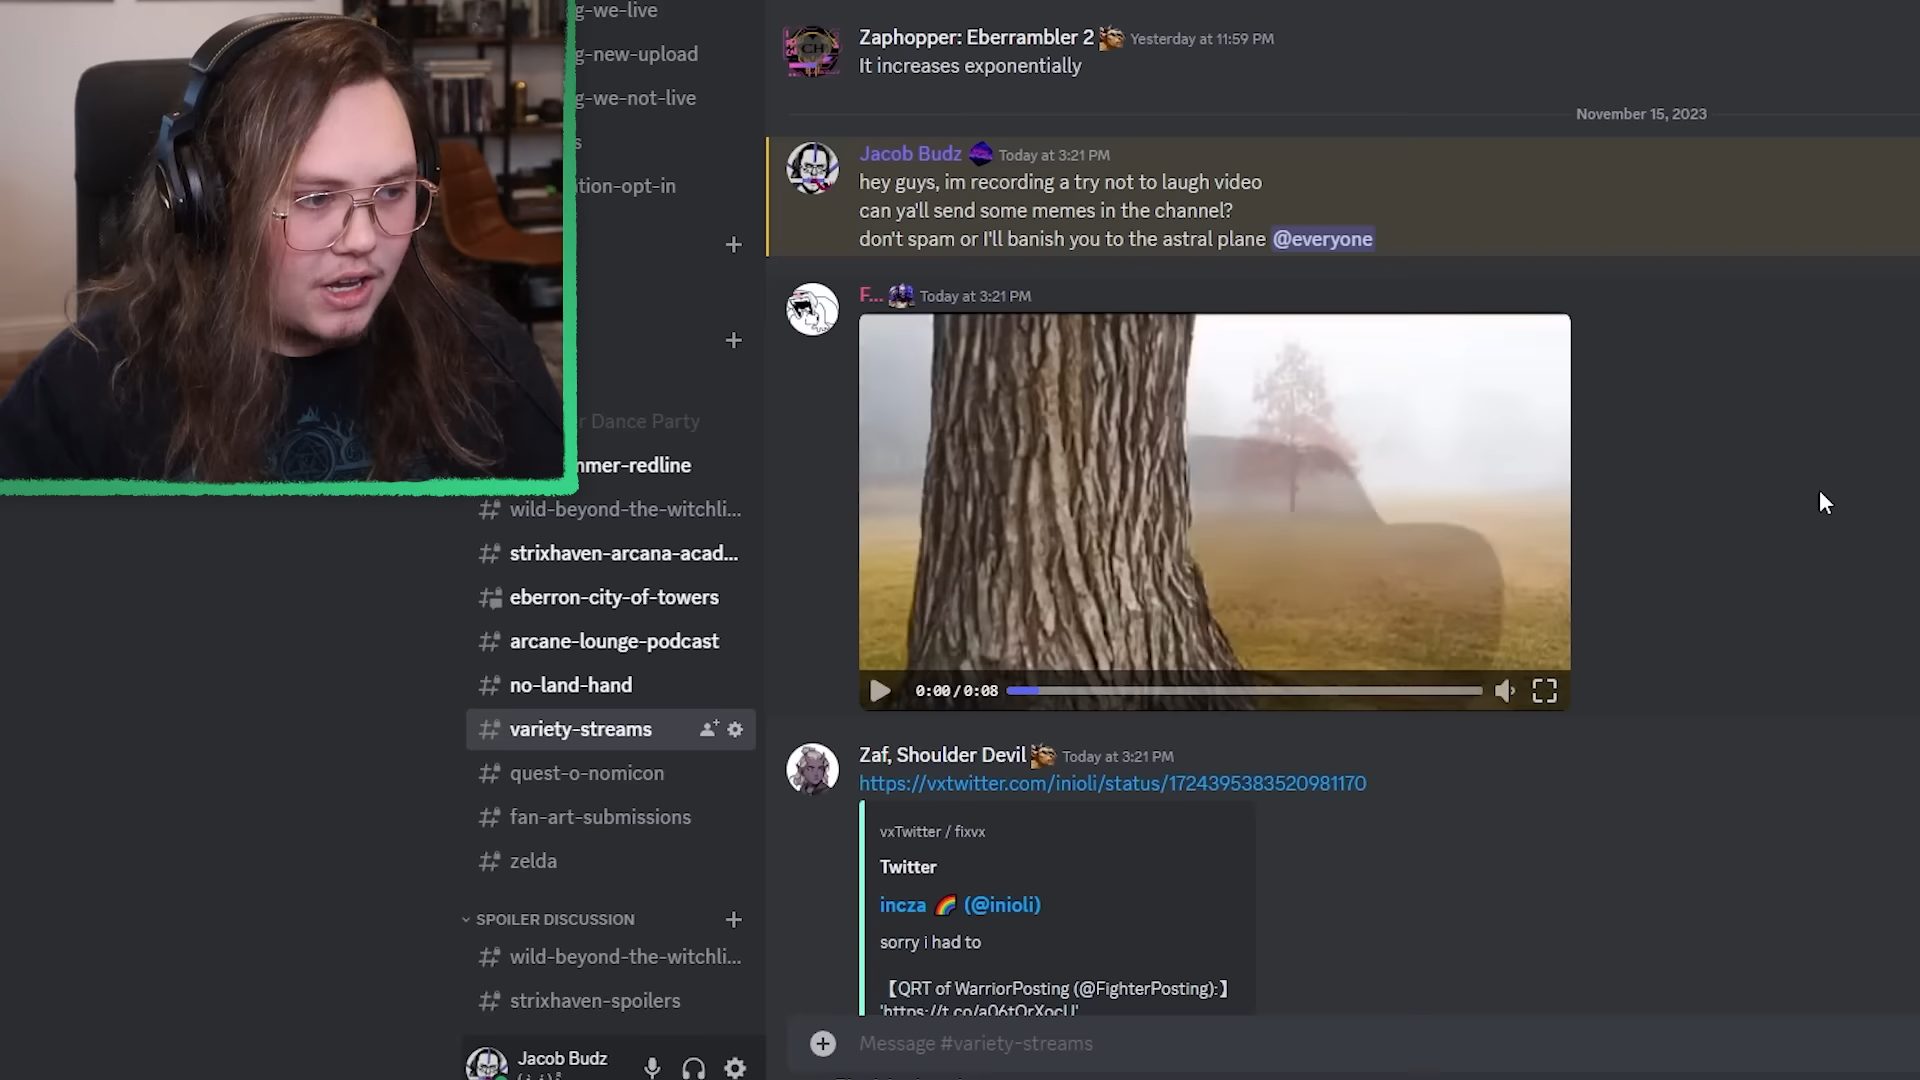 g-we-live
g-new-upload
g-we-not-live
s
tion-opt-in
r Dance Party
nmer-redline
wild-beyond-the-witchli...
strixhaven-arcana-acad...
eberron-city-of-towers
arcane-lounge-podcast
no-land-hand
variety-streams
quest-o-nomicon
fan-art-submissions
zelda
SPOILER DISCUSSION
wild-beyond-the-witchli...
strixhaven-spoilers
Jacob Budz
Zaphopper: Eberrambler 2 Yesterday at 11:59 PM
It increases exponentially
November 15, 2023
Jacob Budz Today at 3:21 PM
hey guys, im recording a try not to laugh video
can ya'll send some memes in the channel?
don't spam or I'll banish you to the astral plane @everyone
F... Today at 3:21 PM
0:00/0:08
Zaf, Shoulder Devil Today at 3:21 PM
https://vxtwitter.com/inioli/status/1724395383520981170
vxTwitter / fixvx
Twitter
incza 🌈 (@inioli)
sorry i had to
【QRT of WarriorPosting (@FighterPosting):】
'https://t.co/a06tOrXocU'
Message #variety-streams